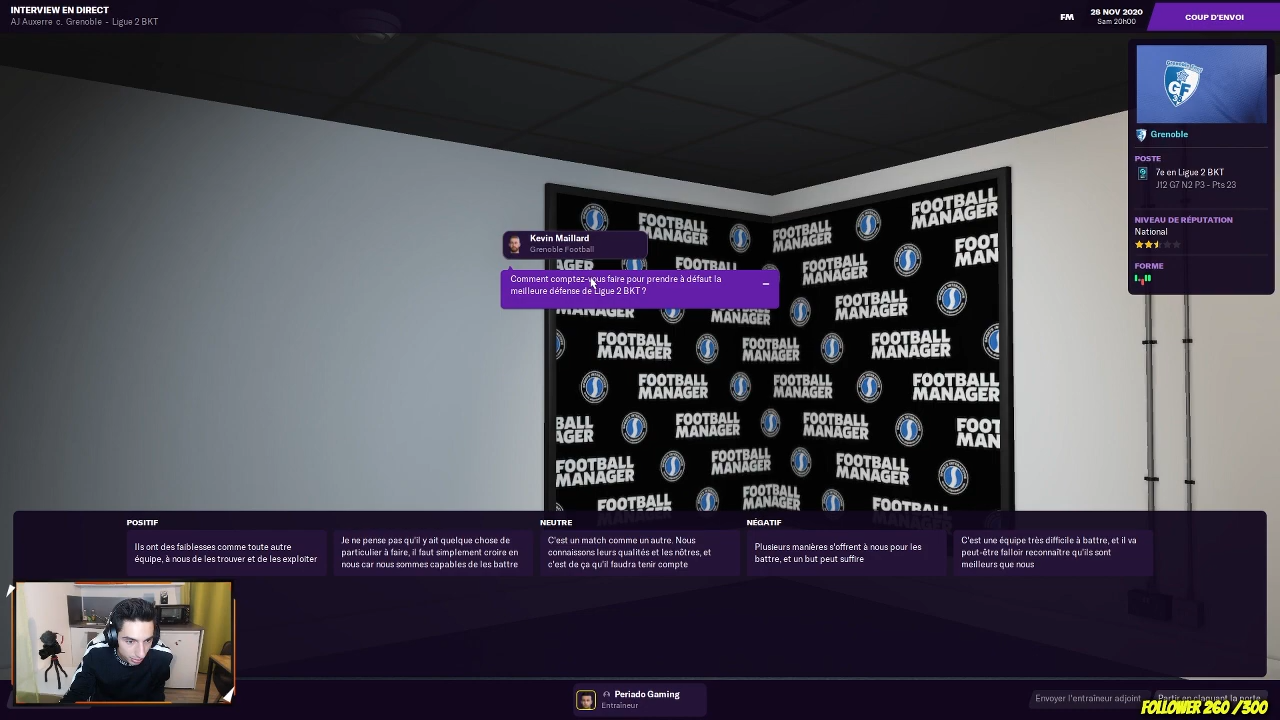 INTERVIEW EN DIRECT
AJ Auxerre c. Grenoble - Ligue 2 BKT
FM
28 NOV 2020
Sam 20h00
COUP D'ENVOI
Grenoble
POSTE
7e en Ligue 2 BKT
J12 G7 N2 P3 - Pts 23
NIVEAU DE RÉPUTATION
National
FORME
Kevin Maillard
Grenoble Football
Comment comptez-vous faire pour prendre à défaut la
meilleure défense de Ligue 2 BKT ?
FOOTBALL
MANAGER
POSITIF
Ils ont des faiblesses comme toute autre
équipe, à nous de les trouver et de les exploiter
Je ne pense pas qu'il y ait quelque chose de
particulier à faire, il faut simplement croire en
nous car nous sommes capables de les battre
NEUTRE
C'est un match comme un autre. Nous
connaissons leurs qualités et les nôtres, et
c'est de ça qu'il faudra tenir compte
NÉGATIF
Plusieurs manières s'offrent à nous pour les
battre, et un but peut suffire
C'est une équipe très difficile à battre, et il va
peut-être falloir reconnaître qu'ils sont
meilleurs que nous
Periado Gaming
Entraîneur
Envoyer l'entraîneur adjoint
Partir en claquant la porte
FOLLOWER 260 /300